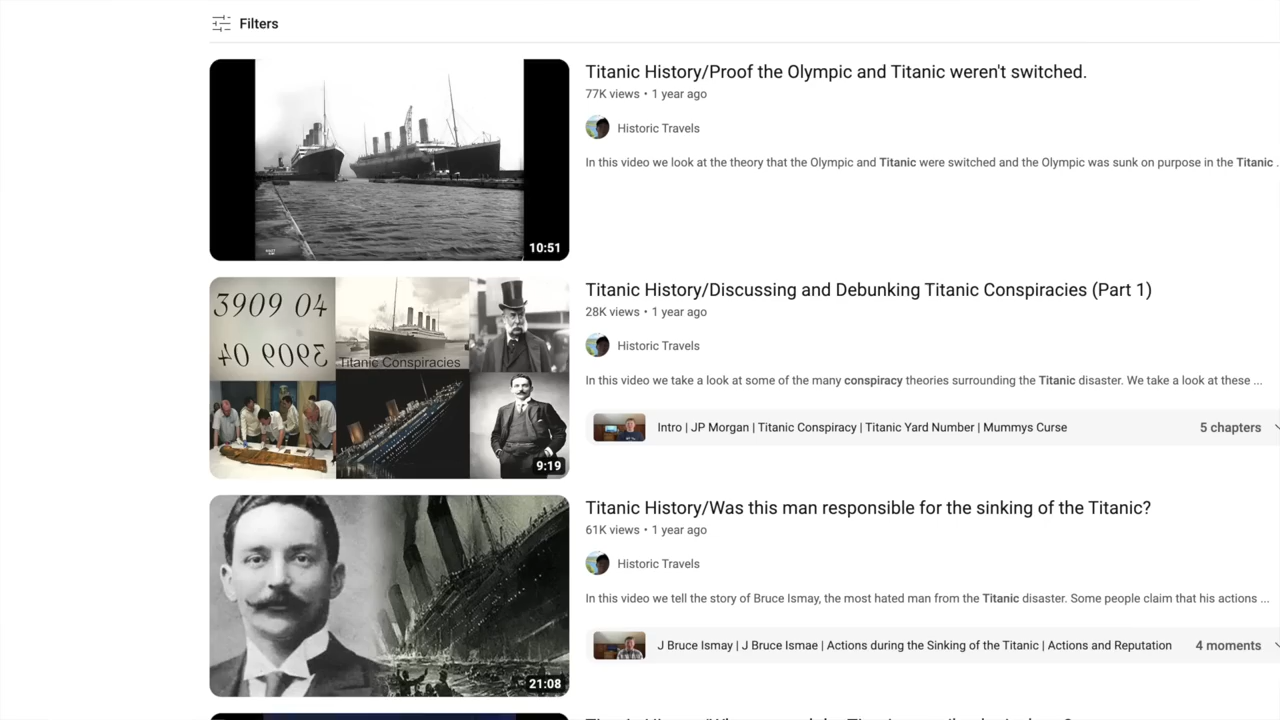 Filters
Titanic History/Proof the Olympic and Titanic weren't switched.
77K views • 1 year ago
Historic Travels
In this video we look at the theory that the Olympic and Titanic were switched and the Olympic was sunk on purpose in the Titanic .
10:51
Titanic History/Discussing and Debunking Titanic Conspiracies (Part 1)
28K views • 1 year ago
Historic Travels
In this video we take a look at some of the many conspiracy theories surrounding the Titanic disaster. We take a look at these ...
3909 04
Titanic Conspiracies
Intro | JP Morgan | Titanic Conspiracy | Titanic Yard Number | Mummys Curse
5 chapters
9:19
Titanic History/Was this man responsible for the sinking of the Titanic?
61K views • 1 year ago
Historic Travels
In this video we tell the story of Bruce Ismay, the most hated man from the Titanic disaster. Some people claim that his actions ...
J Bruce Ismay | J Bruce Ismae | Actions during the Sinking of the Titanic | Actions and Reputation
4 moments
21:08